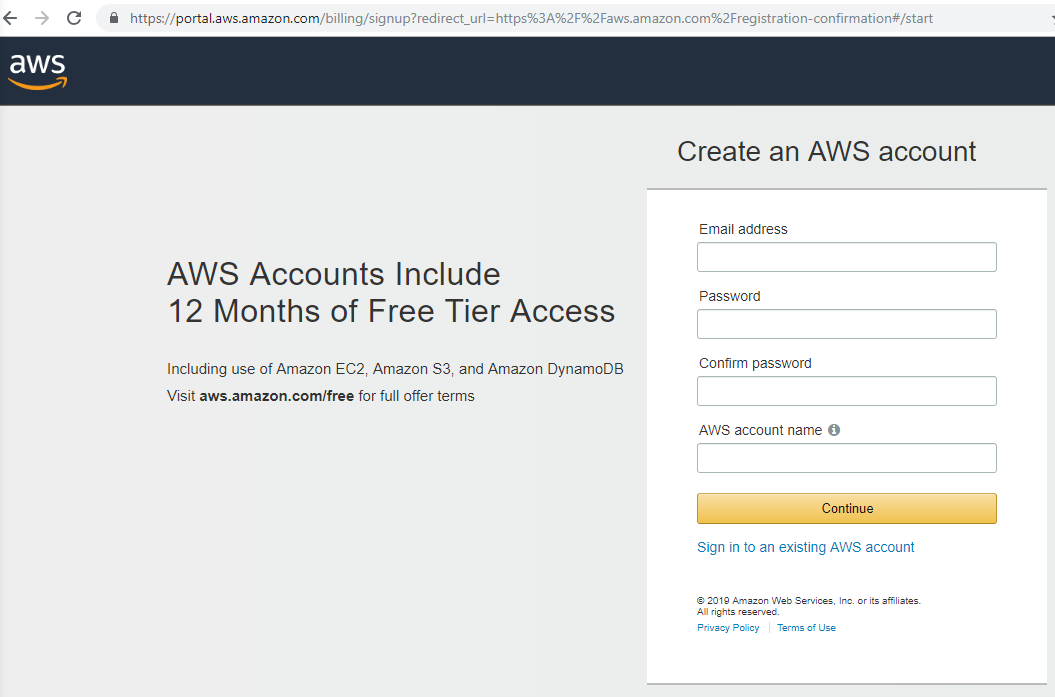 https://portal.aws.amazon.com/billing/signup?redirect_url=https%3A%2F%2Faws.amazon.com%2Fregistration-confirmation#/start
aws
Create an AWS account
AWS Accounts Include
12 Months of Free Tier Access
Including use of Amazon EC2, Amazon S3, and Amazon DynamoDB
Visit aws.amazon.com/free for full offer terms
Email address
Password
Confirm password
AWS account name
Continue
Sign in to an existing AWS account
© 2019 Amazon Web Services, Inc. or its affiliates.
All rights reserved.
Privacy Policy | Terms of Use